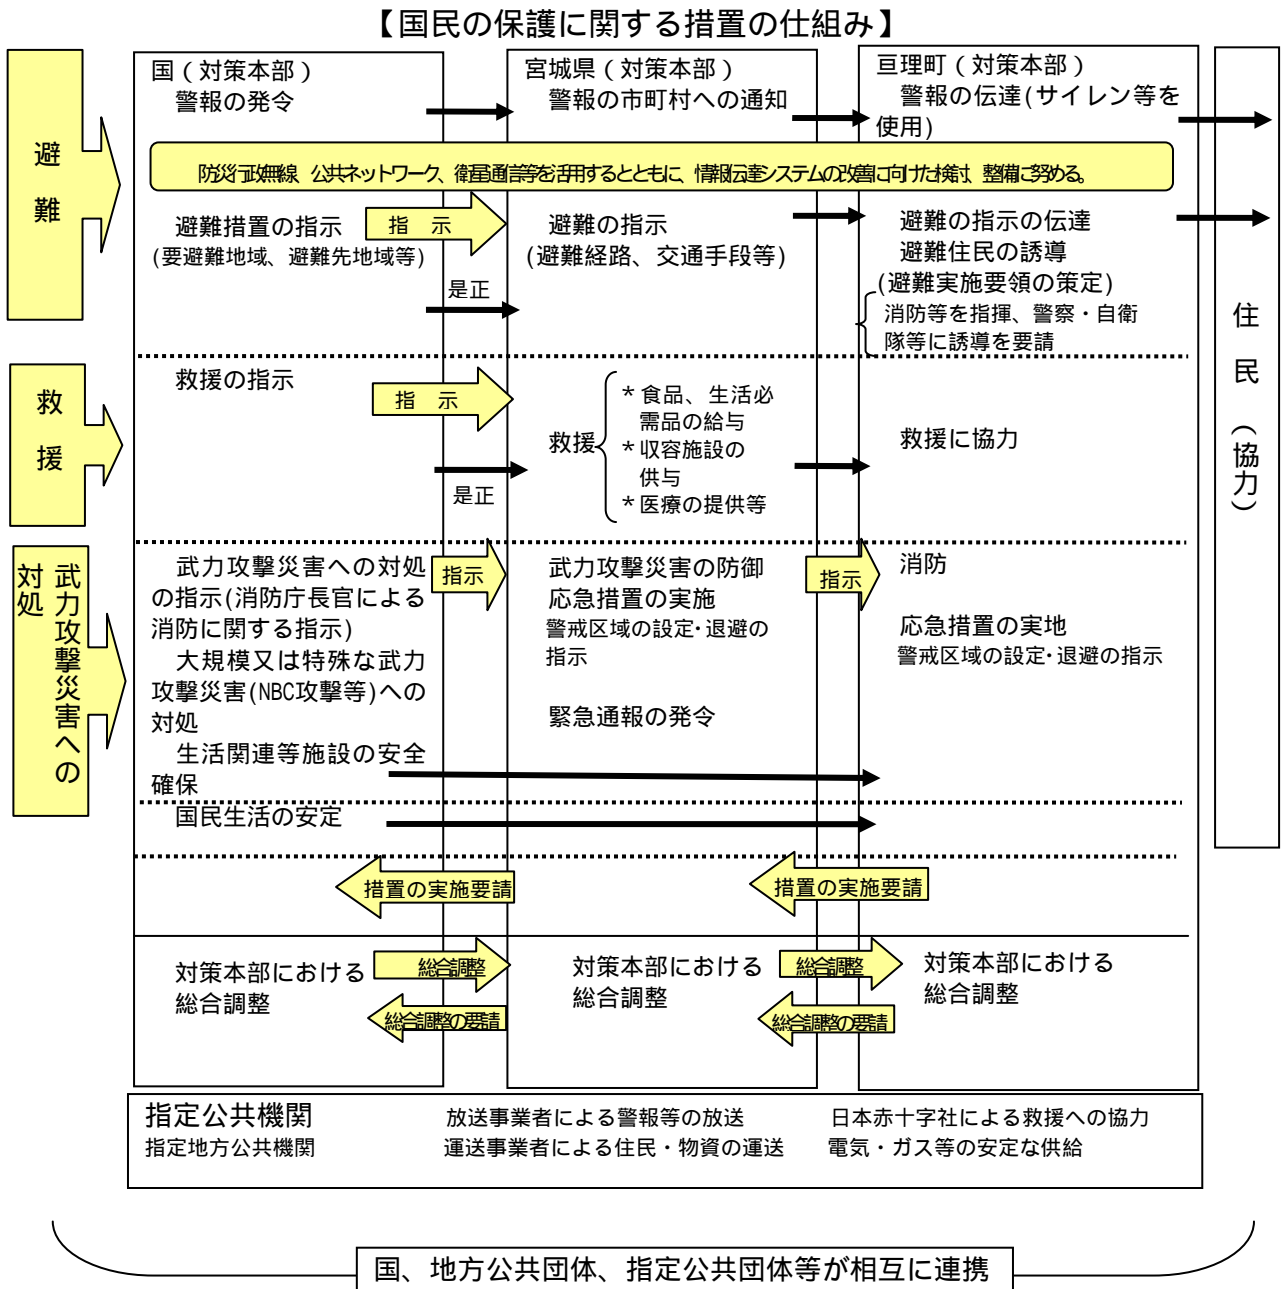 【国民の保護に関する措置の仕組み】
避難
国（対策本部）
警報の発令
宮城県（対策本部）
警報の市町村への通知
亘理町（対策本部）
警報の伝達(サイレン等を
使用)
防災行政無線、公共ネットワーク、衛星通信等を活用するとともに、情報伝達システムの改善に向けた検討、整備に努める。
避難措置の指示
(要避難地域、避難先地域等)
指　示
是正
避難の指示
(避難経路、交通手段等)
避難の指示の伝達
避難住民の誘導
(避難実施要領の策定)
消防等を指揮、警察・自衛
隊等に誘導を要請
住民（協力）
救援
救援の指示
指　示
是正
救援
＊食品、生活必
需品の給与
＊収容施設の
供与
＊医療の提供等
救援に協力
武力攻撃災害への
対処
武力攻撃災害への対処
の指示(消防庁長官による
消防に関する指示)
大規模又は特殊な武力
攻撃災害(NBC攻撃等)への
対処
生活関連等施設の安全
確保
指示
武力攻撃災害の防御
応急措置の実施
警戒区域の設定・退避の
指示
緊急通報の発令
指示
消防
応急措置の実地
警戒区域の設定・退避の指示
国民生活の安定
措置の実施要請
措置の実施要請
対策本部における
総合調整
総合調整
総合調整の要請
対策本部における
総合調整
総合調整
総合調整の要請
対策本部における
総合調整
指定公共機関
指定地方公共機関
放送事業者による警報等の放送
運送事業者による住民・物資の運送
日本赤十字社による救援への協力
電気・ガス等の安定な供給
国、地方公共団体、指定公共団体等が相互に連携